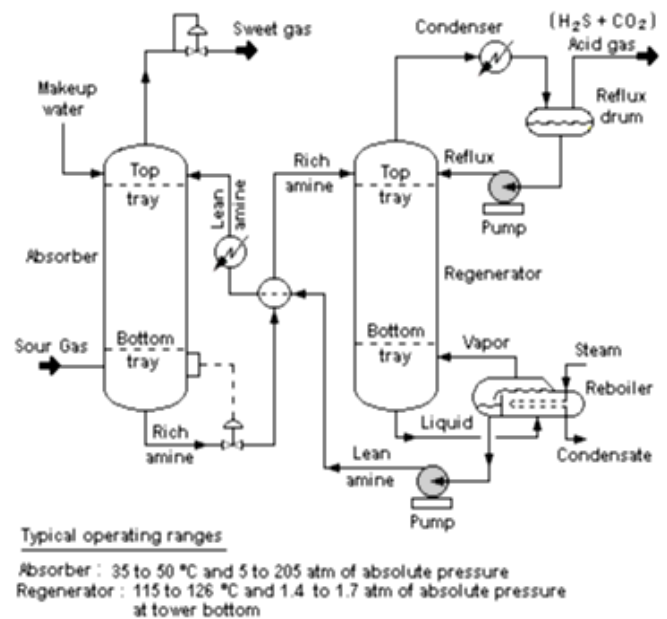 Sweet gas
Makeup
water
Top
tray
Absorber
Bottom
tray
Sour Gas
Rich
amine
Lean
amine
Rich
amine
Condenser
(H2S + CO2)
Acid gas
Reflux
drum
Reflux
Pump
Top
tray
Regenerator
Bottom
tray
Vapor
Steam
Reboiler
Liquid
Condensate
Lean
amine
Pump
Typical operating ranges
Absorber : 35 to 50 °C and 5 to 205 atm of absolute pressure
Regenerator : 115 to 126 °C and 1.4 to 1.7 atm of absolute pressure
at tower bottom